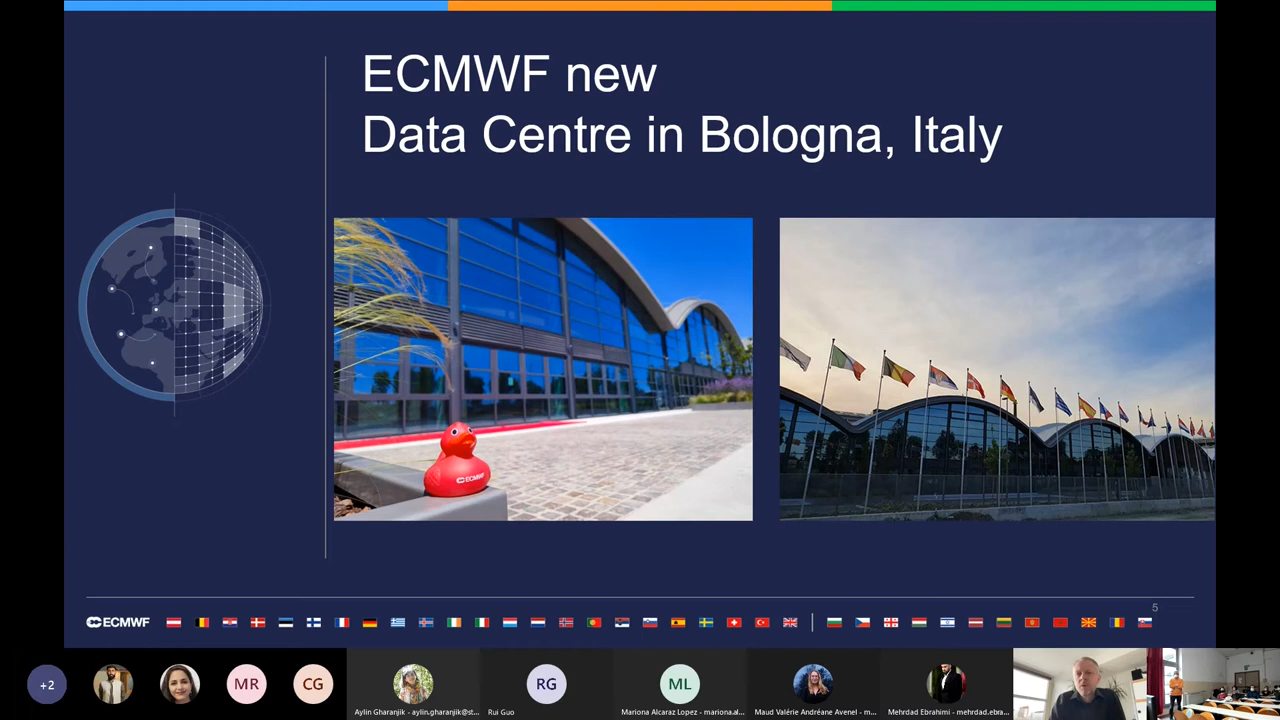 ECMWF new
Data Centre in Bologna, Italy
ECMWF
5
ECMWF
+2
MR
CG
RG
ML
Aylin Gharanjik - aylin.gharanjik@st...
Rui Guo
Mariona Alcaraz Lopez - mariona.al...
Maud Valérie Andréane Avenel - m...
Mehrdad Ebrahimi - mehrdad.ebra...